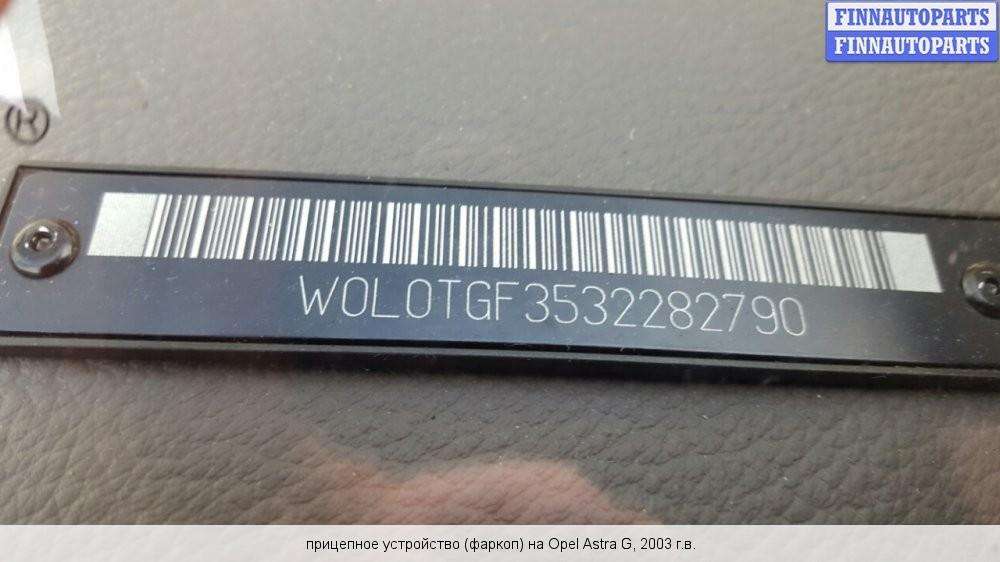 FINNAUTOPARTS
FINNAUTOPARTS
®
W0L0TGF3532282790
прицепное устройство (фаркоп) на Opel Astra G, 2003 г.в.